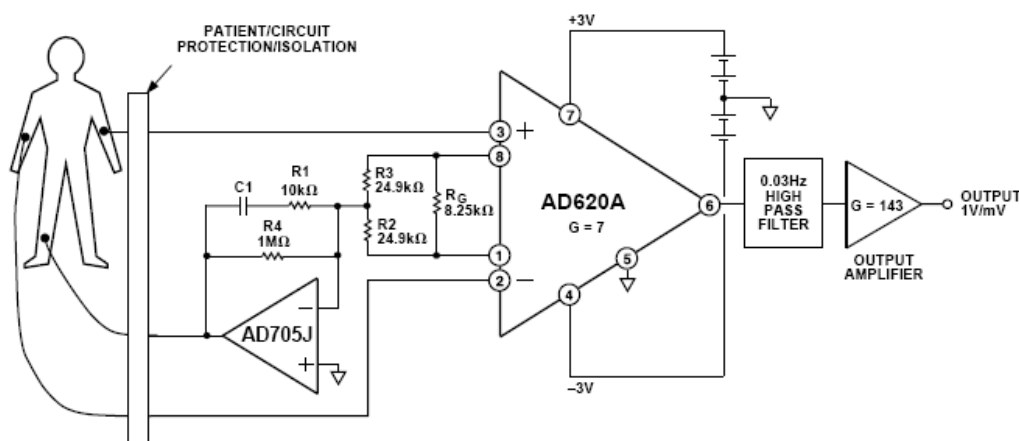 PATIENT/CIRCUIT
PROTECTION/ISOLATION
+3V
3
+
7
8
R1
10kΩ
C1
R3
24.9kΩ
RG
8.25kΩ
R4
1MΩ
R2
24.9kΩ
AD620A
G = 7
6
0.03Hz
HIGH
PASS
FILTER
G = 143
OUTPUT
1V/mV
OUTPUT
AMPLIFIER
1
2
–
5
4
–
AD705J
+
–3V